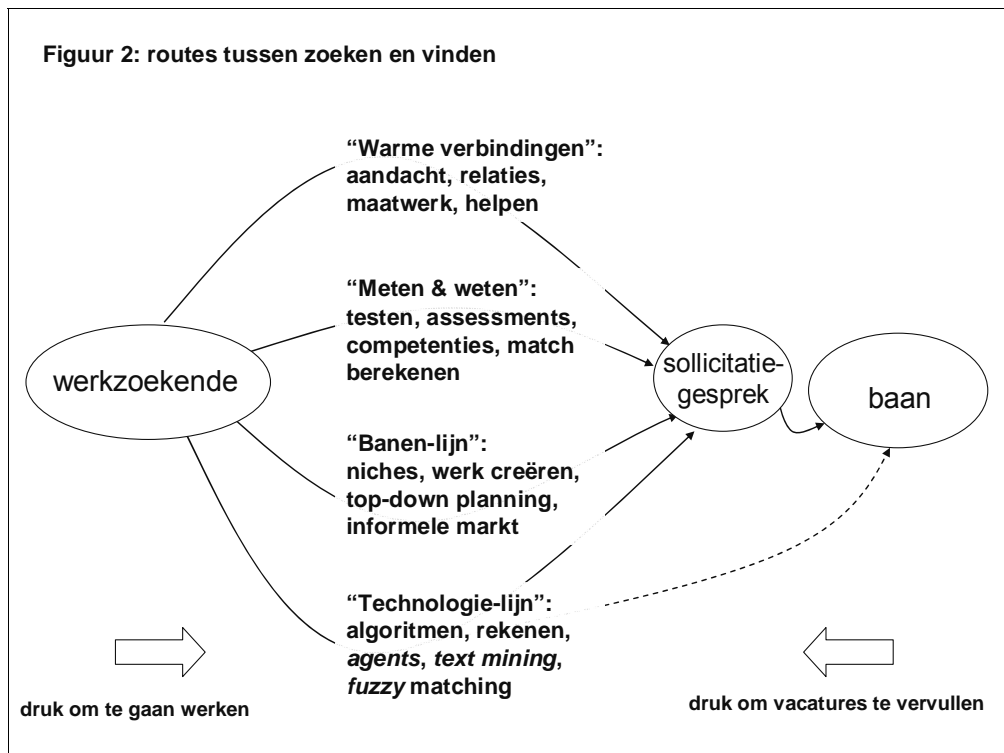 Figuur 2: routes tussen zoeken en vinden
“Warme verbindingen”:
aandacht, relaties,
maatwerk, helpen
“Meten & weten”:
testen, assessments,
competenties, match
berekenen
werkzoekende
sollicitatie-
gesprek
baan
“Banen-lijn”:
niches, werk creëren,
top-down planning,
informele markt
“Technologie-lijn”:
algoritmen, rekenen,
agents, text mining,
fuzzy matching
druk om te gaan werken
druk om vacatures te vervullen